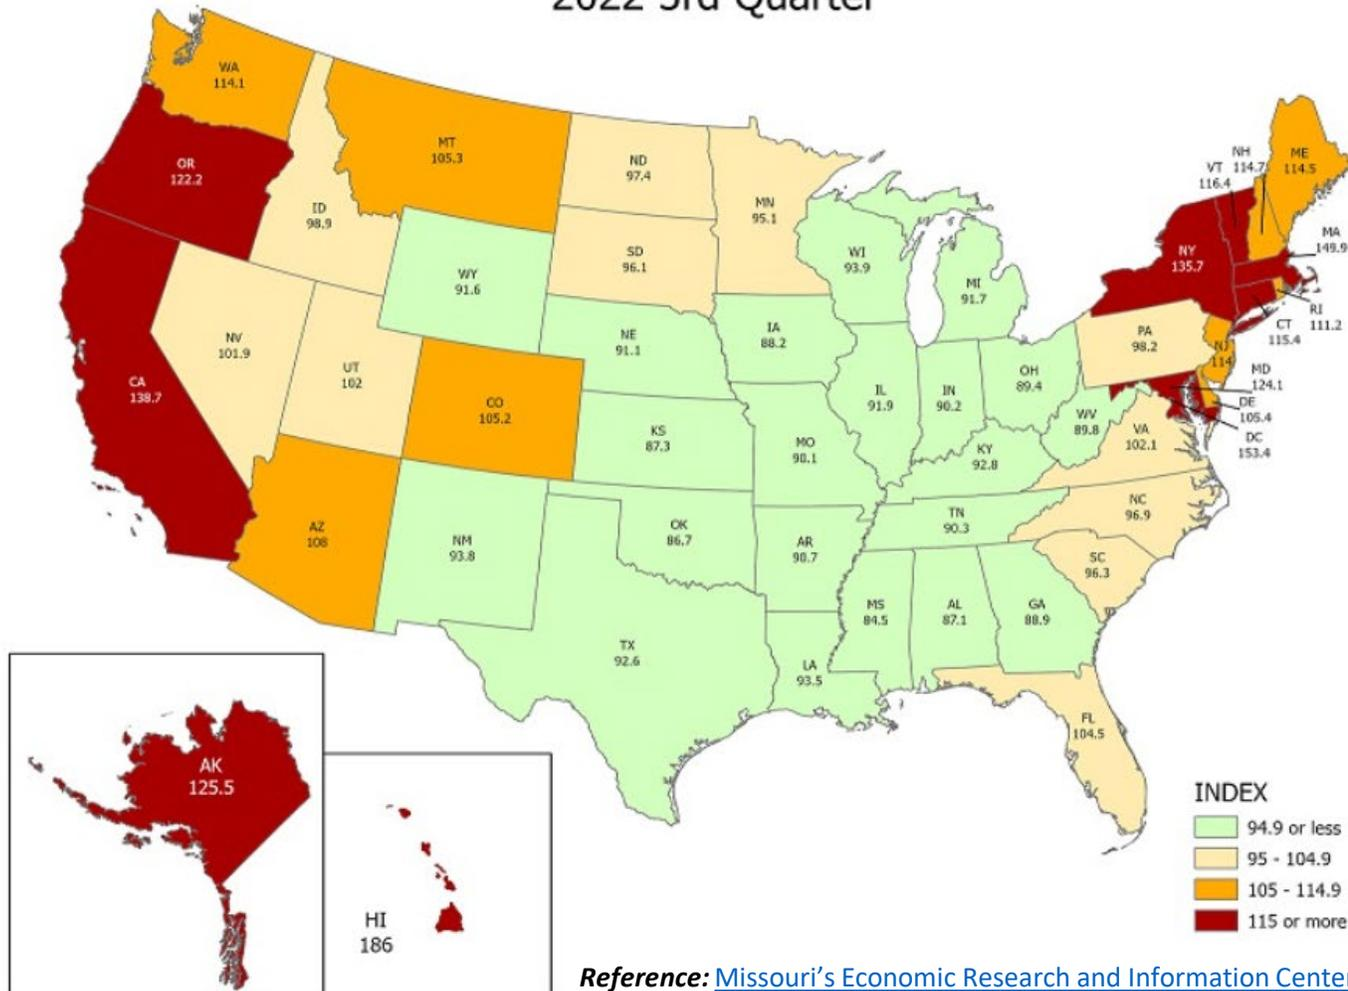 2022 3rd Quarter
WA
114.1
OR
122.2
CA
138.7
ID
98.9
NV
101.9
MT
105.3
WY
91.6
UT
102
AZ
108
CO
105.2
NM
93.8
ND
97.4
SD
96.1
NE
91.1
KS
87.3
OK
86.7
TX
92.6
MN
95.1
IA
88.2
MO
90.1
AR
90.7
LA
93.5
WI
93.9
IL
91.9
MI
91.7
IN
90.2
OH
89.4
KY
92.8
TN
90.3
MS
84.5
AL
87.1
GA
88.9
FL
104.5
SC
96.3
NC
96.9
VA
102.1
WV
89.8
PA
98.2
NY
135.7
VT
116.4
NH
114.7
ME
114.5
MA
149.9
RI
111.2
CT
115.4
NJ
114
MD
124.1
DE
105.4
DC
153.4
AK
125.5
HI
186
INDEX
94.9 or less
95 - 104.9
105 - 114.9
115 or more
Reference: Missouri's Economic Research and Information Center